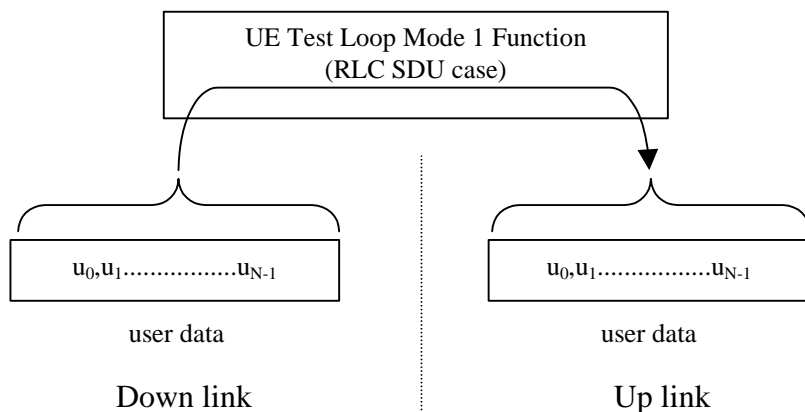 UE Test Loop Mode 1 Function
(RLC SDU case)
u0,u1..................uN-1
u0,u1..................uN-1
user data
user data
Down link
Up link